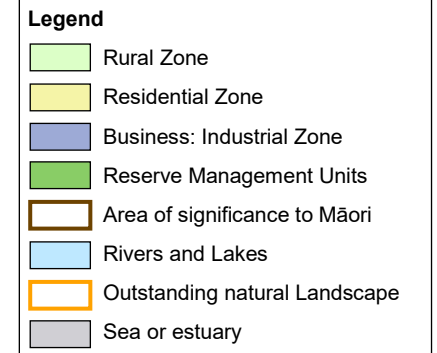 Legend
Rural Zone
Residential Zone
Business: Industrial Zone
Reserve Management Units
Area of significance to Māori
Rivers and Lakes
Outstanding natural Landscape
Sea or estuary